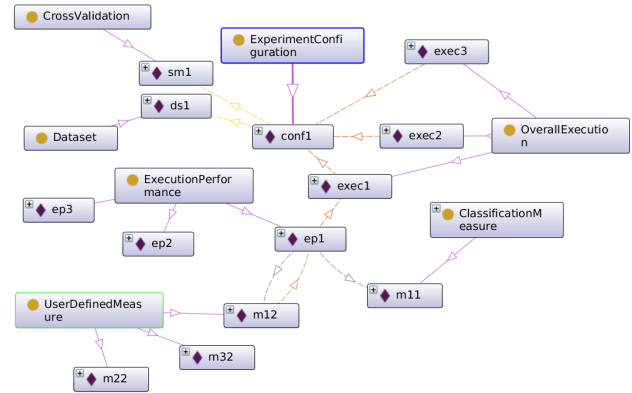 CrossValidation
ExperimentConfi
guration
exec3
sm1
ds1
Dataset
conf1
exec2
OverallExecutio
n
ExecutionPerfor
mance
exec1
ep3
ep2
ep1
ClassificationM
easure
m11
UserDefinedMeas
ure
m12
m32
m22